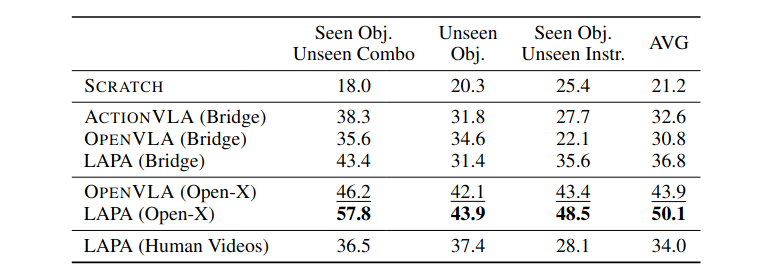 Seen Obj. Unseen Seen Obj. AVG
Unseen Combo Obj. Unseen Instr.
SCRATCH 18.0 20.3 25.4 21.2
ACTIONVLA (Bridge) 38.3 31.8 27.7 32.6
OPENVLA (Bridge) 35.6 34.6 22.1 30.8
LAPA (Bridge) 43.4 31.4 35.6 36.8
OPENVLA (Open-X) 46.2 42.1 43.4 43.9
LAPA (Open-X) 57.8 43.9 48.5 50.1
LAPA (Human Videos) 36.5 37.4 28.1 34.0